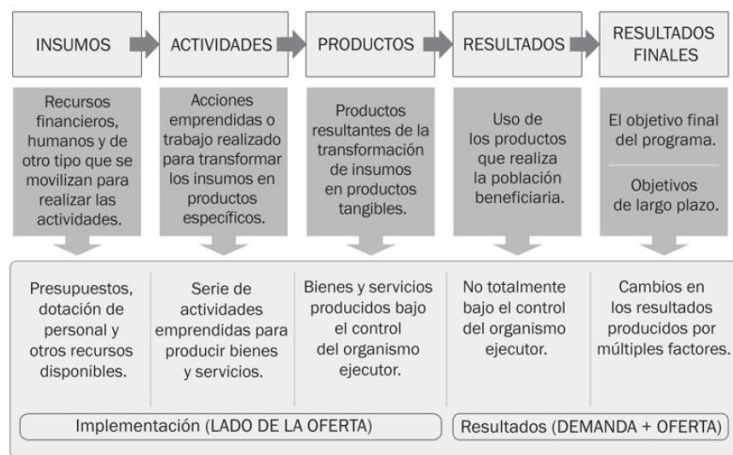 INSUMOS
ACTIVIDADES
PRODUCTOS
RESULTADOS
RESULTADOS
FINALES
Recursos
financieros,
humanos y de
otro tipo que se
movilizan para
realizar las
actividades.
Acciones
emprendidas o
trabajo realizado
para transformar
los insumos en
productos
específicos.
Productos
resultantes de la
transformación
de insumos
en productos
tangibles.
Uso de
los productos
que realiza
la población
beneficiaria.
El objetivo final
del programa.
Objetivos
de largo plazo.
Presupuestos,
dotación de
personal y
otros recursos
disponibles.
Serie de
actividades
emprendidas para
producir bienes
y servicios.
Bienes y servicios
producidos bajo
el control
del organismo
ejecutor.
No totalmente
bajo el control
del organismo
ejecutor.
Cambios en
los resultados
producidos por
múltiples factores.
Implementación (LADO DE LA OFERTA)
Resultados (DEMANDA + OFERTA)